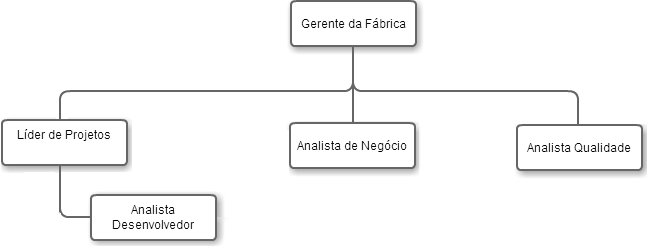 Gerente da Fábrica
Líder de Projetos
Analista de Negócio
Analista Qualidade
Analista
Desenvolvedor